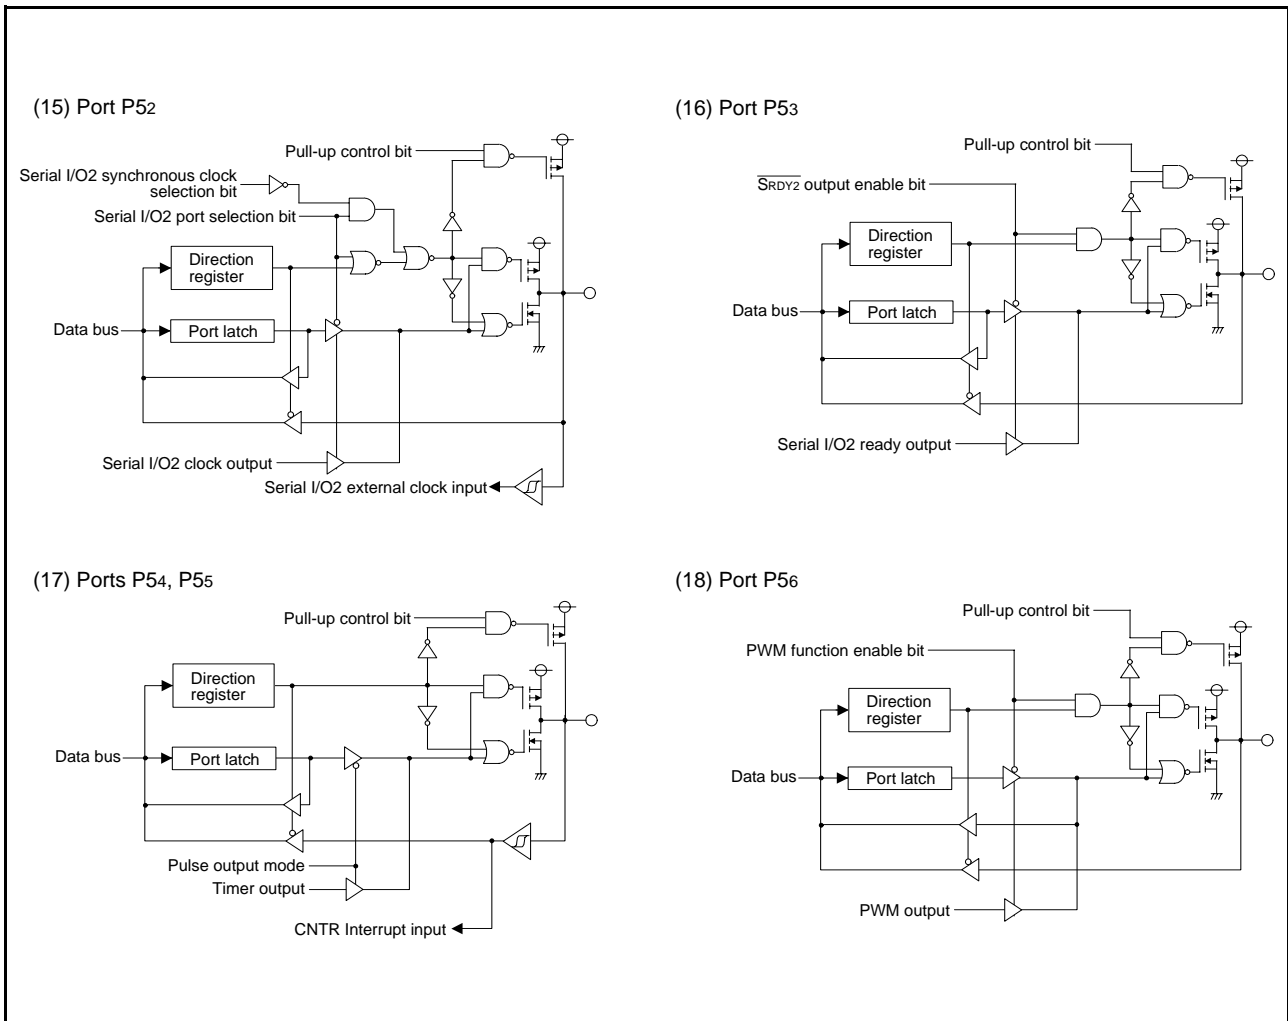 (15) Port P52
Pull-up control bit
Serial I/O2 synchronous clock
selection bit
Serial I/O2 port selection bit
Direction
register
Data bus
Port latch
Serial I/O2 clock output
Serial I/O2 external clock input
(16) Port P53
Pull-up control bit
SRDY2 output enable bit
Direction
register
Data bus
Port latch
Serial I/O2 ready output
(17) Ports P54, P55
Pull-up control bit
Direction
register
Data bus
Port latch
Pulse output mode
Timer output
CNTR Interrupt input
(18) Port P56
Pull-up control bit
PWM function enable bit
Direction
register
Data bus
Port latch
PWM output